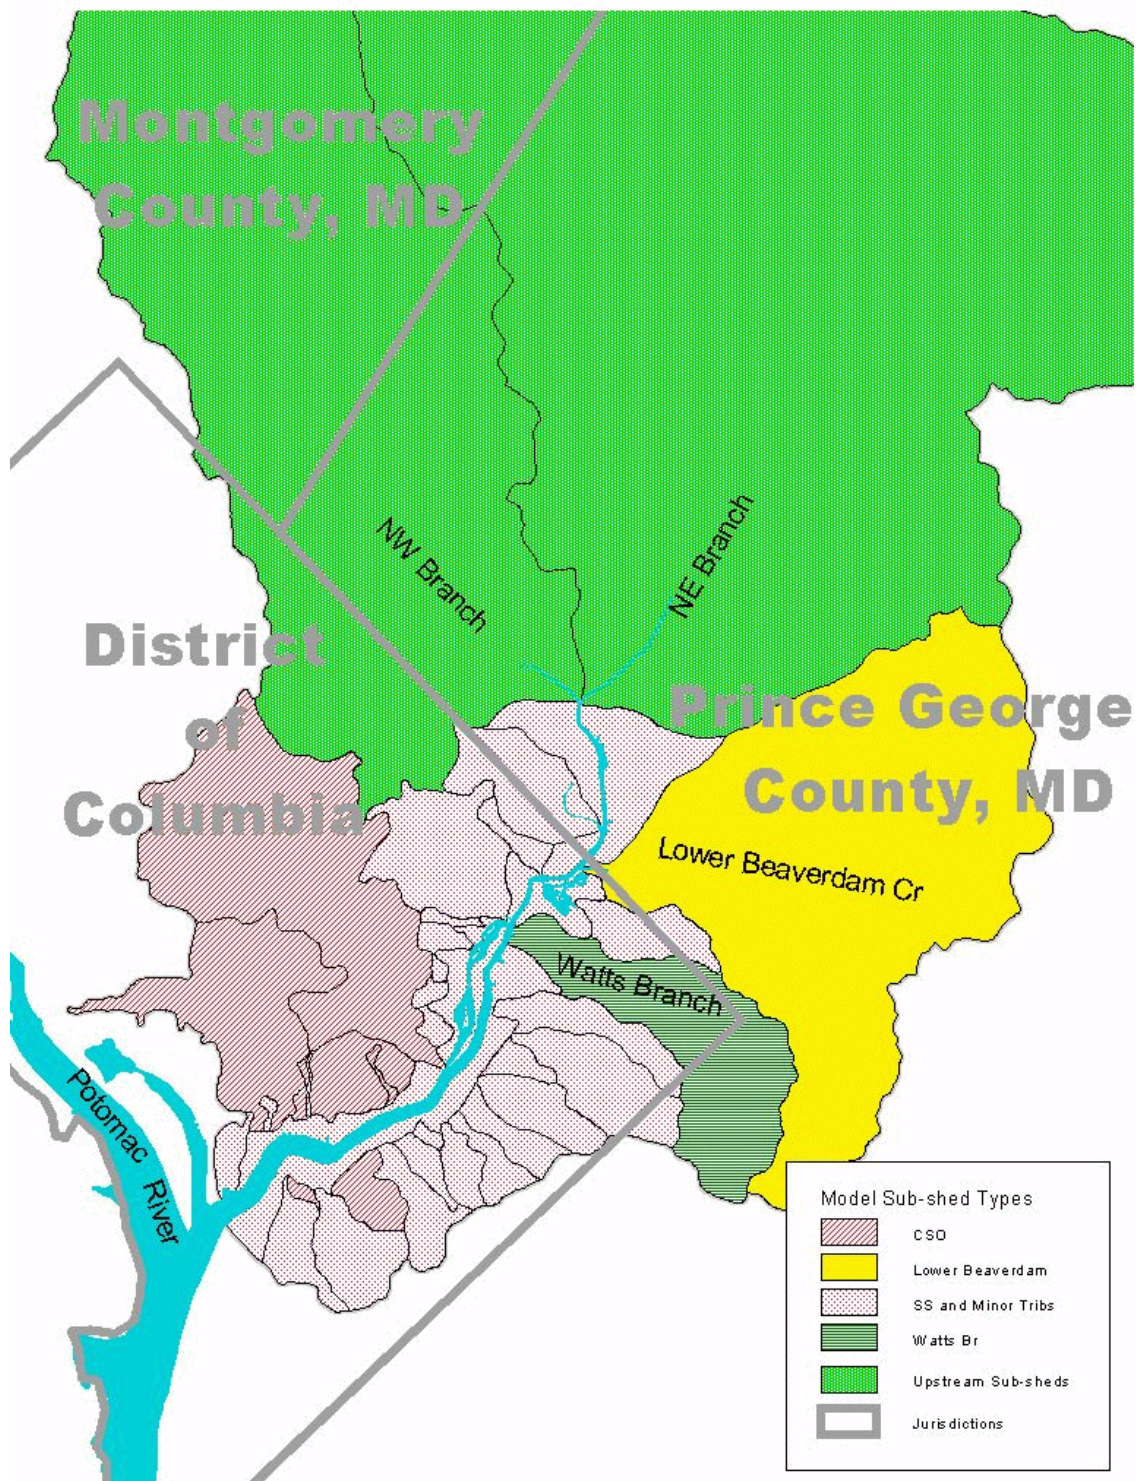 Montgomery
County, MD
NW Branch
NE Branch
District
of
Columbia
Prince George
County, MD
Lower Beaverdam Cr
Watts Branch
Potomac River
Model Sub-shed Types
CSO
Lower Beaverdam
SS and Minor Tribs
Watts Br
Upstream Sub-sheds
Jurisdictions